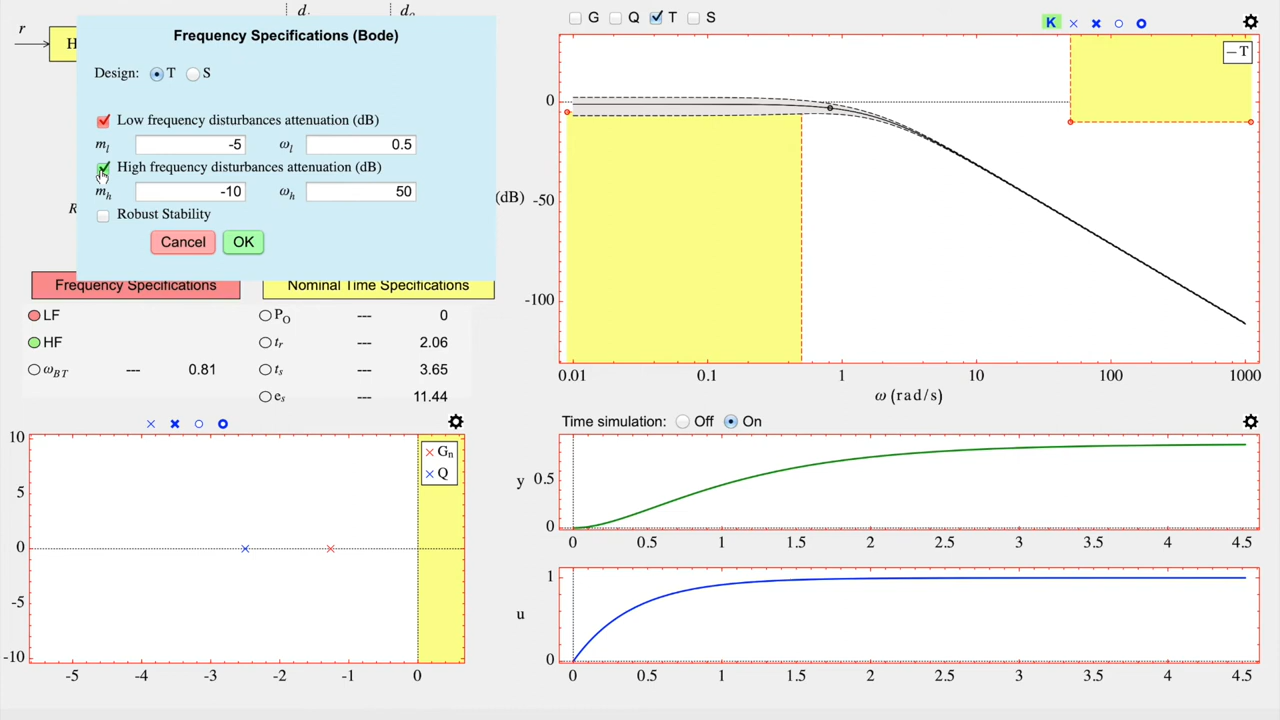 r
H
d
d
R
Frequency Specifications (Bode)
Design: T S
Low frequency disturbances attenuation (dB)
m_l -5 ω_l 0.5
High frequency disturbances attenuation (dB)
m_h -10 ω_h 50
Robust Stability
Cancel OK
Frequency Specifications
LF
HF
ω_BT --- 0.81
Nominal Time Specifications
P_O --- 0
t_r --- 2.06
t_s --- 3.65
e_s --- 11.44
G Q T S
K
— T
(dB)
0
-50
-100
0.01 0.1 1 10 100 1000
ω (rad/s)
10
5
0
-5
-10
-5 -4 -3 -2 -1 0
G_n
Q
Time simulation: Off On
y
0.5
0
0 0.5 1 1.5 2 2.5 3 3.5 4 4.5
u
1
0
0 0.5 1 1.5 2 2.5 3 3.5 4 4.5